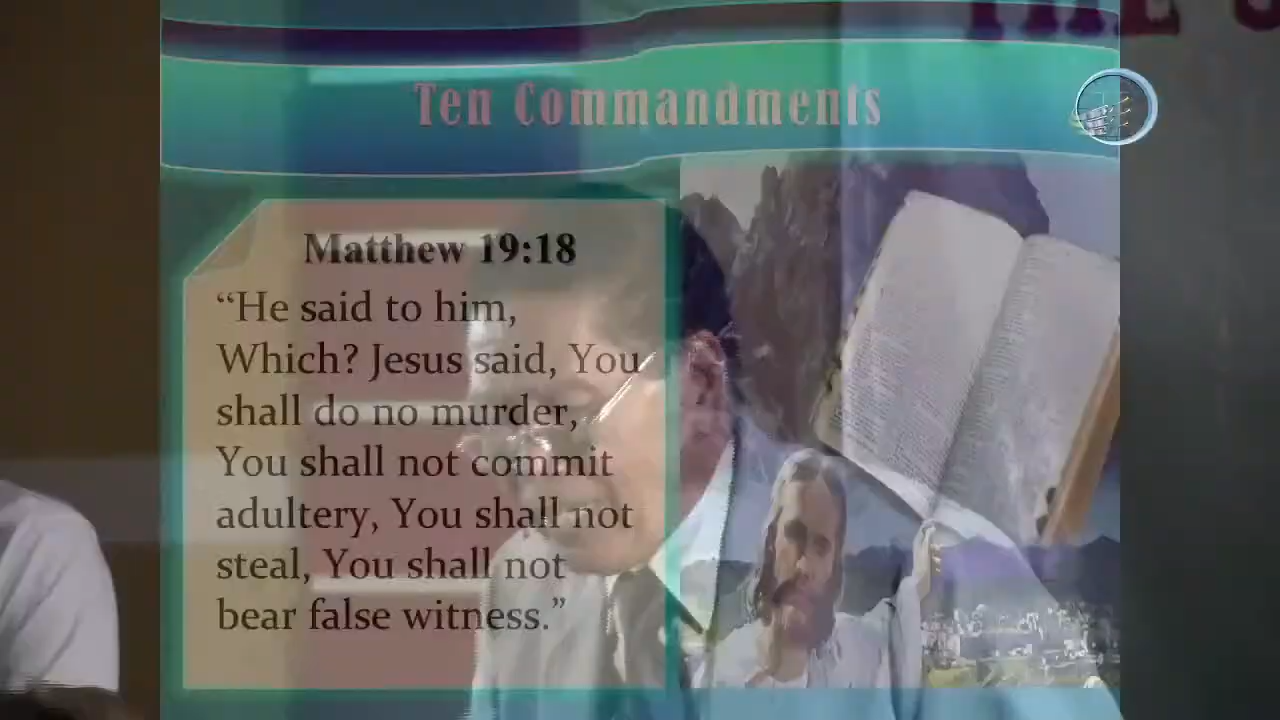 Ten Commandments
Matthew 19:18
“He said to him,
Which? Jesus said, You
shall do no murder,
You shall not commit
adultery, You shall not
steal, You shall not
bear false witness.”